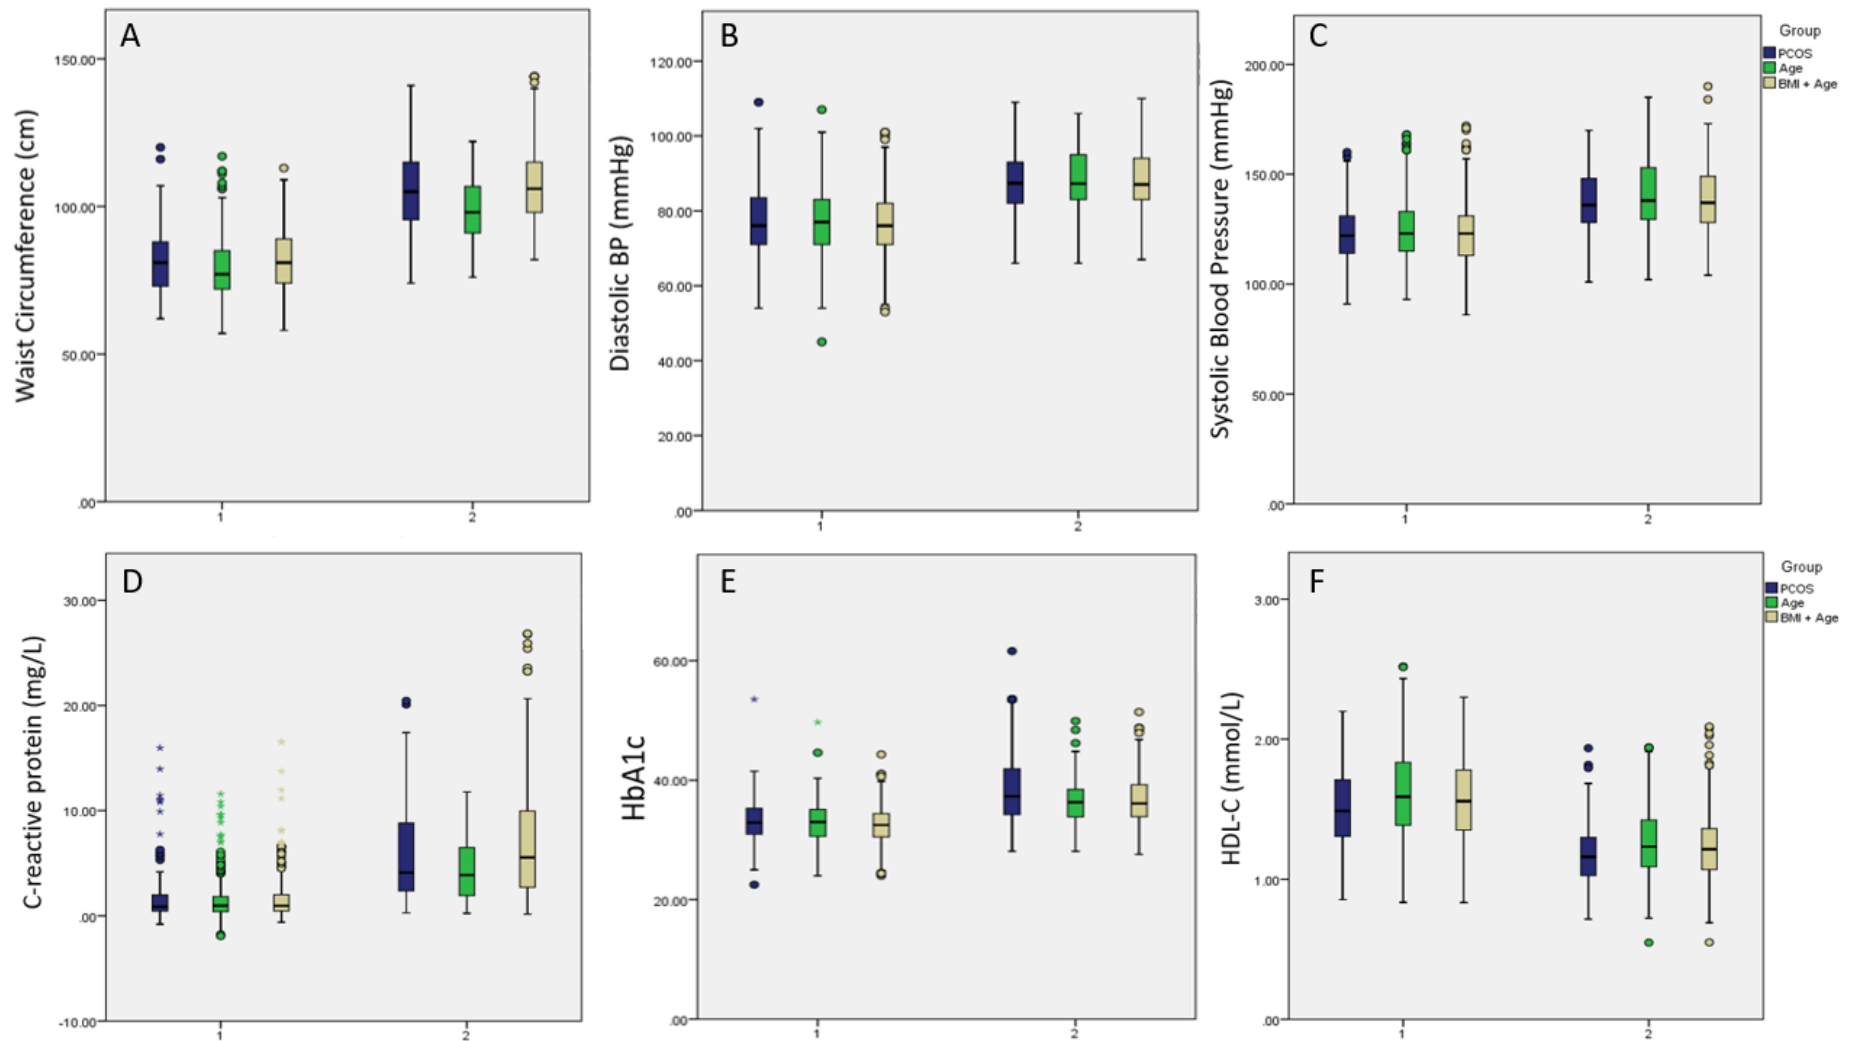 A
Waist Circumference (cm)
150.00
100.00
50.00
.00
1
2
B
Diastolic BP (mmHg)
120.00
100.00
80.00
60.00
40.00
20.00
.00
1
2
C
Systolic Blood Pressure (mmHg)
200.00
150.00
100.00
50.00
.00
1
2
Group
PCOS
Age
BMI + Age
D
C-reactive protein (mg/L)
30.00
20.00
10.00
.00
-10.00
1
2
E
HbA1c
60.00
40.00
20.00
.00
1
2
F
HDL-C (mmol/L)
3.00
2.00
1.00
.00
1
2
Group
PCOS
Age
BMI + Age